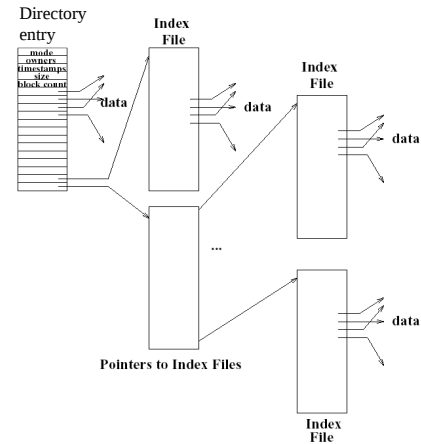 Directory
entry
mode
owners
timestamps
size
block count
data
Index
File
data
Index
File
data
...
Pointers to Index Files
data
Index
File